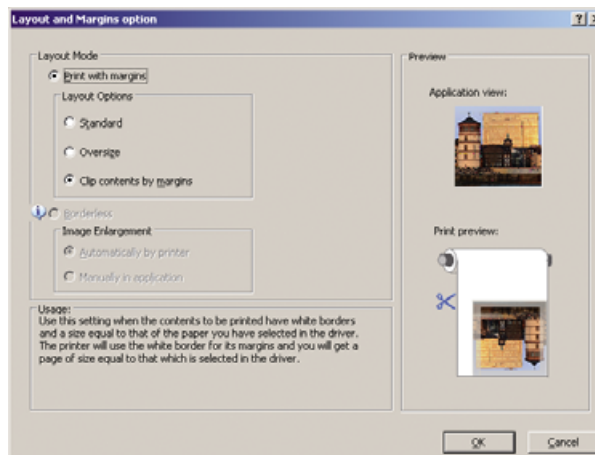 Layout and Margins option
Layout Mode
Print with margins
Layout Options
Standard
Oversize
Clip contents by margins
Borderless
Image Enlargement
Automatically by printer
Manually in application
Usage:
Use this setting when the contents to be printed have white borders
and a size equal to that of the paper you have selected in the driver.
The printer will use the white border for its margins and you will get a
page of size equal to that which is selected in the driver.
Preview
Application view:
Print preview:
OK
Cancel